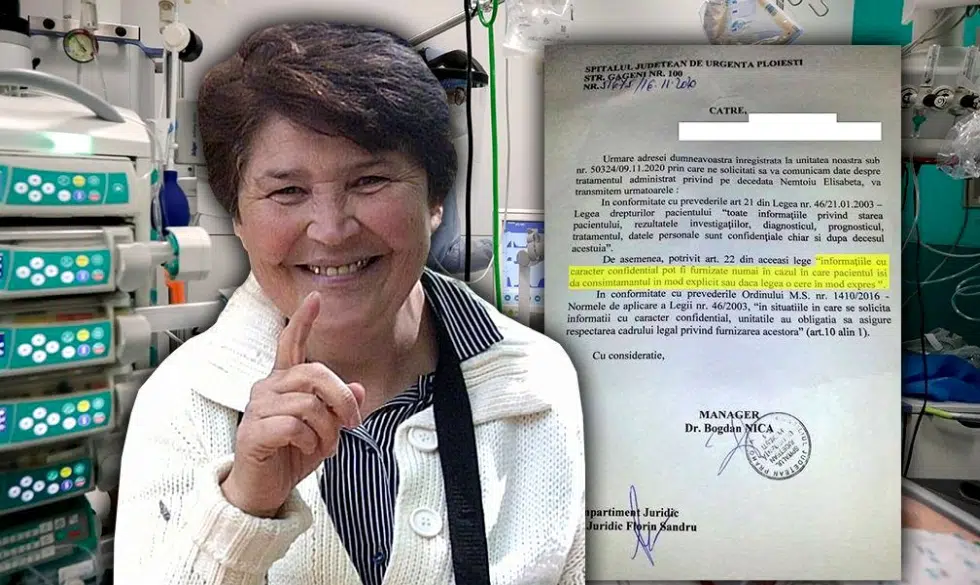 SPITALUL JUDETEAN DE URGENTA PLOIESTI
STR. GAGENI NR. 100
NR. /16.11.2020
CATRE,
Urmare adresei dumneavoastra inregistrata la unitatea noastra sub
nr. 50324/09.11.2020 prin care ne solicitati sa va comunicam date despre
tratamentul administrat privind pe decedata Nemtoiu Elisabeta, va
transmitem urmatoarele :
In conformitate cu prevederile art 21 din Legea nr. 46/21.01.2003 –
Legea drepturilor pacientului "toate informațiile privind starea
pacientului, rezultatele investigațiilor, diagnosticul, prognosticul,
tratamentul, datele personale sunt confidențiale chiar si dupa decesul
acestuia".
De asemenea, potrivit art. 22 din aceeasi lege "informațiile cu
caracter confidential pot fi furnizate numai in cazul in care pacientul isi
da consimtamantul in mod explicit sau daca legea o cere in mod expres ".
In conformitate cu prevederile Ordinului M.S. nr. 1410/2016 -
Normele de aplicare a Legii nr. 46/2003, "in situatiile in care se solicita
informatii cu caracter confidential, unitatile au obligatia sa asigure
respectarea cadrului legal privind furnizarea acestora" (art.10 alin 1).
Cu consideratie,
MANAGER
Dr. Bogdan NICA
partiment Juridic
Juridic Florin Sandru